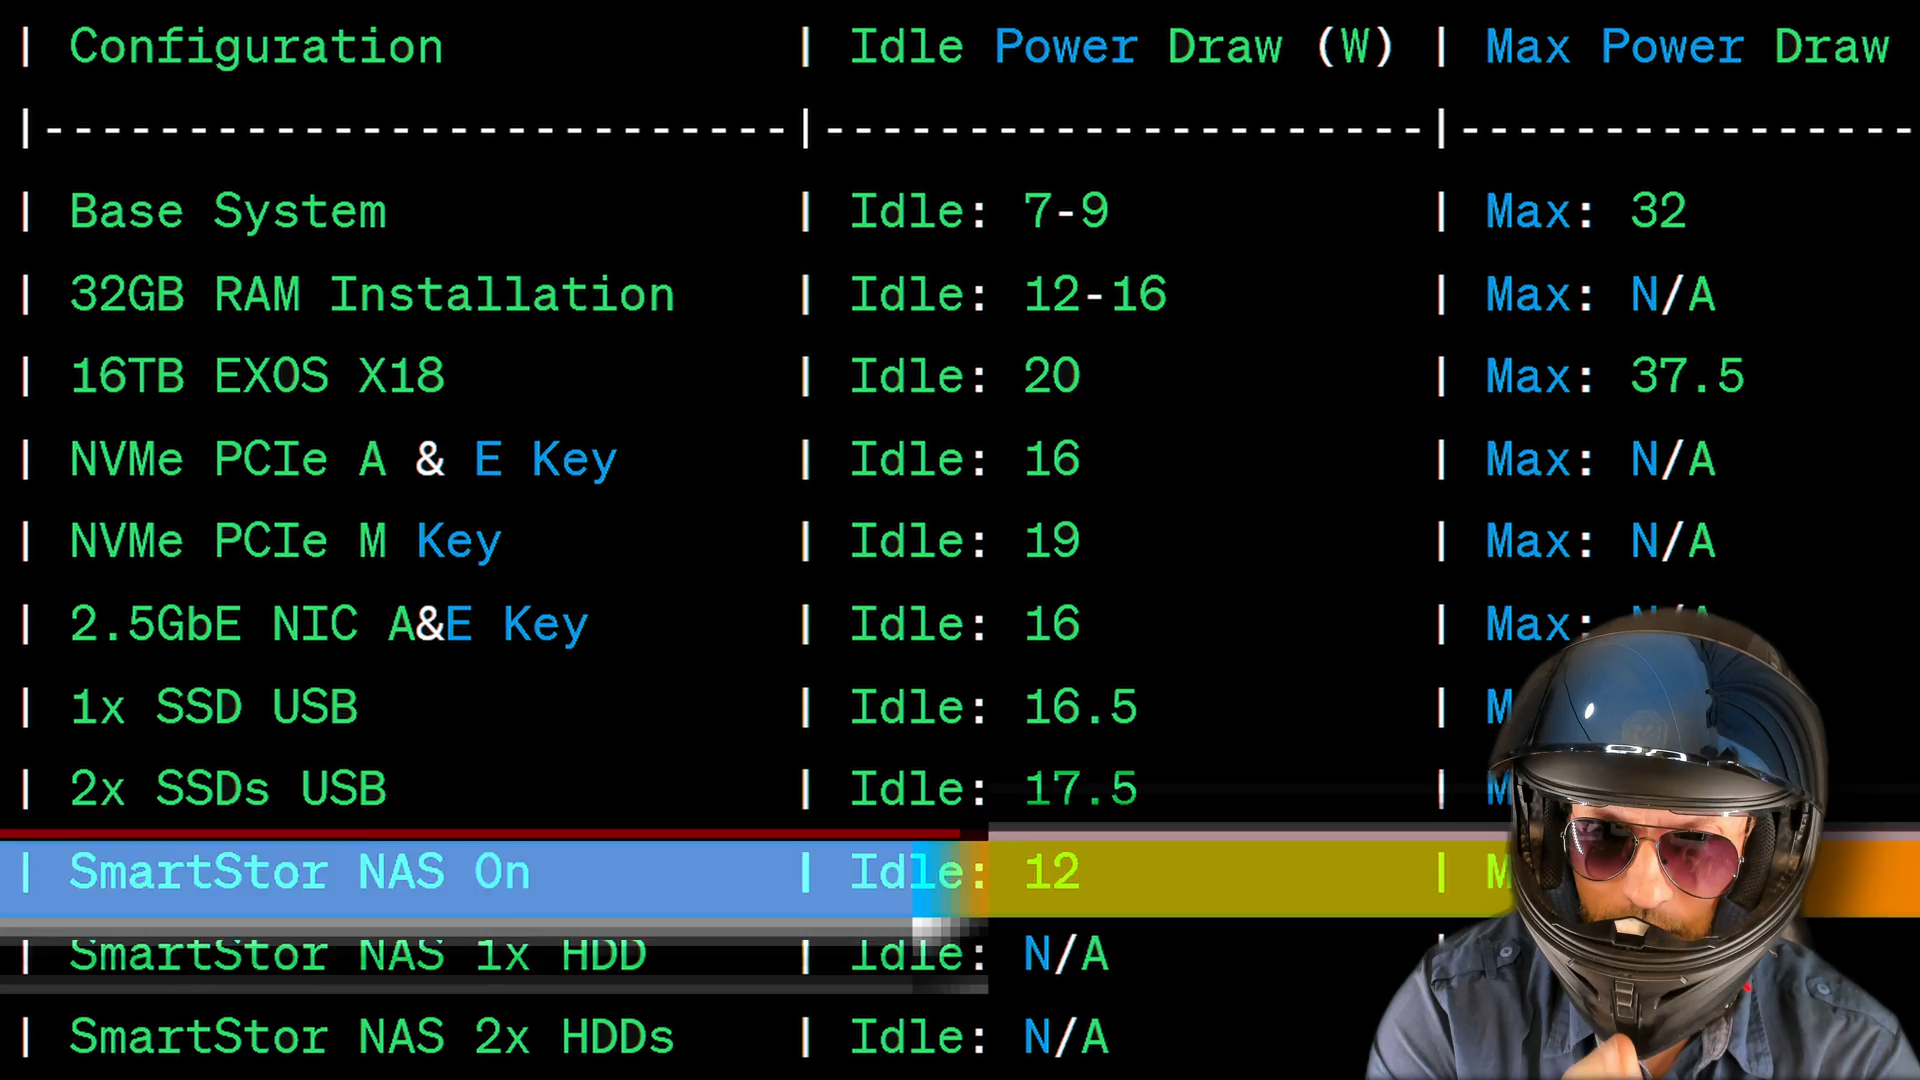 | Configuration | Idle Power Draw (W) | Max Power Draw
|--------------------------|---------------------|----------------
| Base System | Idle: 7-9 | Max: 32
| 32GB RAM Installation | Idle: 12-16 | Max: N/A
| 16TB EXOS X18 | Idle: 20 | Max: 37.5
| NVMe PCIe A & E Key | Idle: 16 | Max: N/A
| NVMe PCIe M Key | Idle: 19 | Max: N/A
| 2.5GbE NIC A&E Key | Idle: 16 | Max:
| 1x SSD USB | Idle: 16.5 |
| 2x SSDs USB | Idle: 17.5 |
| SmartStor NAS On | Idle: 12 |
| SmartStor NAS 1x HDD | Idle: N/A
| SmartStor NAS 2x HDDs | Idle: N/A